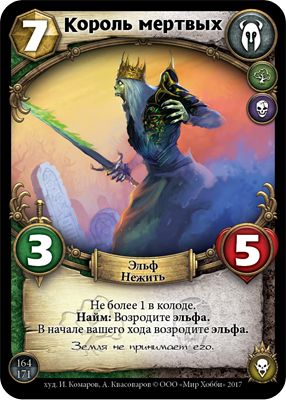 7
Король мертвых
3
Эльф
Нежить
5
Не более 1 в колоде.
Найм: Возродите эльфа.
В начале вашего хода возродите эльфа.
Земля не принимает его.
164
171
худ. И. Комаров, А. Квасоваров © ООО «Мир Хобби» 2017